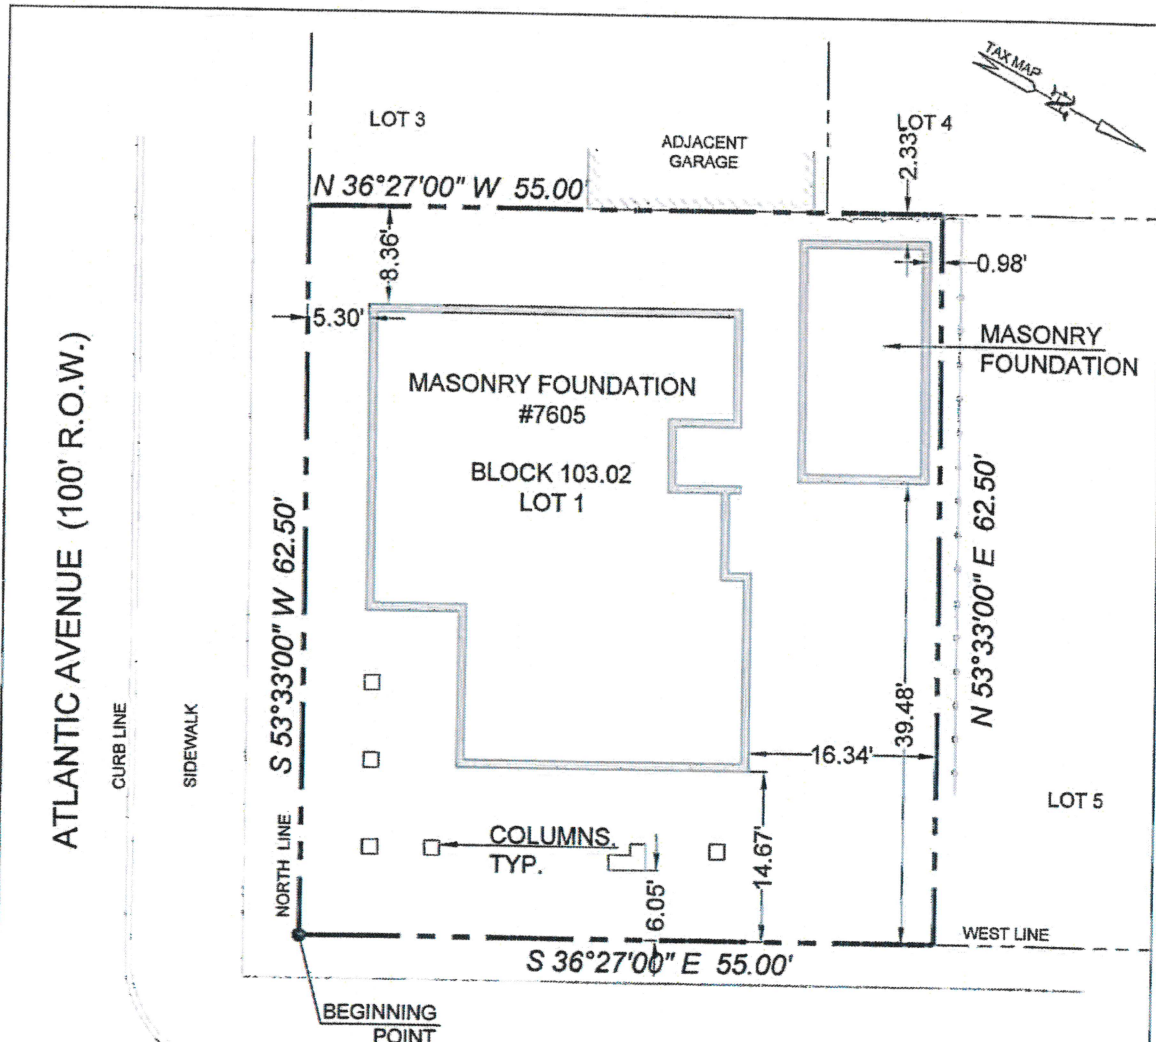 TAX MAP
N
LOT 3
ADJACENT
GARAGE
LOT 4
2.33'
N 36°27'00" W 55.00'
8.36'
0.98'
5.30'
MASONRY
FOUNDATION
MASONRY FOUNDATION
#7605
BLOCK 103.02
LOT 1
ATLANTIC AVENUE (100' R.O.W.)
CURB LINE
SIDEWALK
S 53°33'00" W 62.50'
N 53°33'00" E 62.50'
39.48'
16.34'
LOT 5
NORTH LINE
COLUMNS.
TYP.
14.67'
6.05'
WEST LINE
S 36°27'00" E 55.00'
BEGINNING
POINT